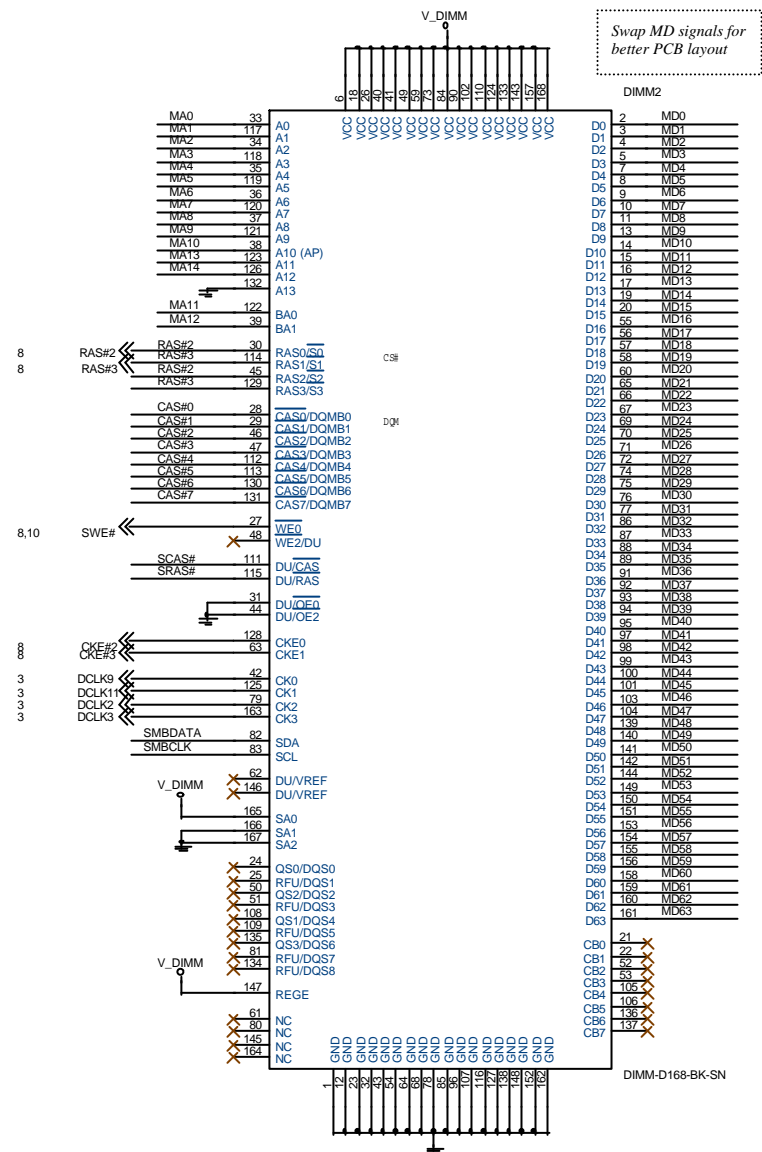 V_DIMM
Swap MD signals for
better PCB layout
DIMM2
6 18 26 40 41 49 59 73 84 90 102 110 124 133 143 157 168
VCC VCC VCC VCC VCC VCC VCC VCC VCC VCC VCC VCC VCC VCC VCC VCC VCC
MA0 33 A0
MA1 117 A1
MA2 34 A2
MA3 118 A3
MA4 35 A4
MA5 119 A5
MA6 36 A6
MA7 120 A7
MA8 37 A8
MA9 121 A9
MA10 38 A10 (AP)
MA13 123 A11
MA14 126 A12
132 A13
MA11 122 BA0
MA12 39 BA1
8 RAS#2 RAS#2 30 RAS0/S0
8 RAS#3 RAS#3 114 RAS1/S1
RAS#2 45 RAS2/S2
RAS#3 129 RAS3/S3
CS#
CAS#0 28 CAS0/DQMB0
CAS#1 29 CAS1/DQMB1
CAS#2 46 CAS2/DQMB2
CAS#3 47 CAS3/DQMB3
CAS#4 112 CAS4/DQMB4
CAS#5 113 CAS5/DQMB5
CAS#6 130 CAS6/DQMB6
CAS#7 131 CAS7/DQMB7
DQM
8,10 SWE# 27 WE0
48 WE2/DU
SCAS# 111 DU/CAS
SRAS# 115 DU/RAS
31 DU/OE0
44 DU/OE2
8 CKE#2 128 CKE0
8 CKE#3 63 CKE1
3 DCLK9 42 CK0
3 DCLK11 125 CK1
3 DCLK2 79 CK2
3 DCLK3 163 CK3
SMBDATA 82 SDA
SMBCLK 83 SCL
62 DU/VREF
146 DU/VREF
V_DIMM
165 SA0
166 SA1
167 SA2
24 QS0/DQS0
25 RFU/DQS1
50 QS2/DQS2
51 RFU/DQS3
108 QS1/DQS4
109 RFU/DQS5
135 QS3/DQS6
81 RFU/DQS7
134 RFU/DQS8
V_DIMM
147 REGE
61 NC
80 NC
145 NC
164 NC
D0 2 MD0
D1 3 MD1
D2 4 MD2
D3 5 MD3
D4 7 MD4
D5 8 MD5
D6 9 MD6
D7 10 MD7
D8 11 MD8
D9 13 MD9
D10 14 MD10
D11 15 MD11
D12 16 MD12
D13 17 MD13
D14 19 MD14
D15 20 MD15
D16 55 MD16
D17 56 MD17
D18 57 MD18
D19 58 MD19
D20 60 MD20
D21 65 MD21
D22 66 MD22
D23 67 MD23
D24 69 MD24
D25 70 MD25
D26 71 MD26
D27 72 MD27
D28 74 MD28
D29 75 MD29
D30 76 MD30
D31 77 MD31
D32 86 MD32
D33 87 MD33
D34 88 MD34
D35 89 MD35
D36 91 MD36
D37 92 MD37
D38 93 MD38
D39 94 MD39
D40 95 MD40
D41 97 MD41
D42 98 MD42
D43 99 MD43
D44 100 MD44
D45 101 MD45
D46 103 MD46
D47 104 MD47
D48 139 MD48
D49 140 MD49
D50 141 MD50
D51 142 MD51
D52 144 MD52
D53 149 MD53
D54 150 MD54
D55 151 MD55
D56 153 MD56
D57 154 MD57
D58 155 MD58
D59 156 MD59
D60 158 MD60
D61 159 MD61
D62 160 MD62
D63 161 MD63
CB0 21
CB1 22
CB2 52
CB3 53
CB4 105
CB5 106
CB6 136
CB7 137
GND GND GND GND GND GND GND GND GND GND GND GND GND GND GND GND GND GND
1 12 23 32 43 54 64 68 78 85 96 107 116 127 138 148 152 162
DIMM-D168-BK-SN